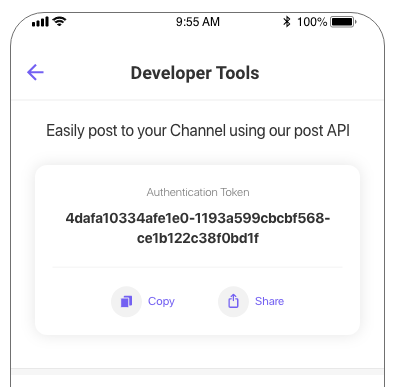 9:55 AM 100%
Developer Tools
Easily post to your Channel using our post API
Authentication Token
4dafa10334afe1e0-1193a599cbcbf568-
ce1b122c38f0bd1f
Copy Share